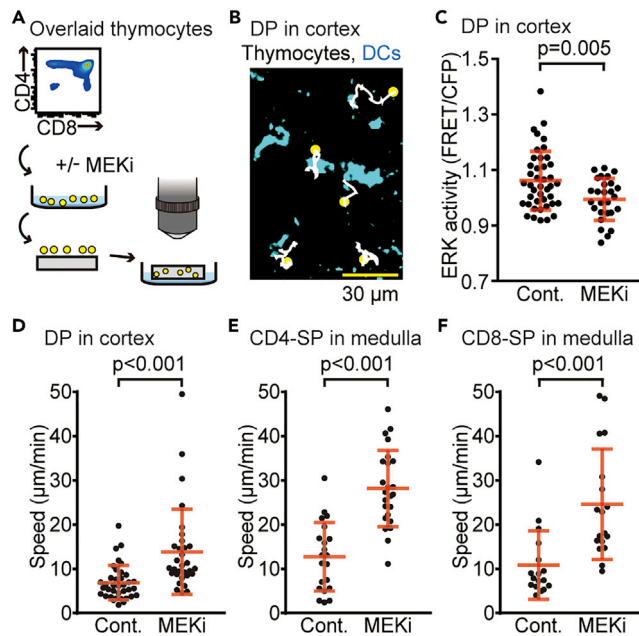 A Overlaid thymocytes
CD4
CD8
+/- MEKi
B DP in cortex
Thymocytes, DCs
30 µm
C DP in cortex
p=0.005
ERK activity (FRET/CFP)
1.5
1.3
1.1
0.9
0.7
Cont. MEKi
D DP in cortex
p<0.001
Speed (µm/min)
50
40
30
20
10
0
Cont. MEKi
E CD4-SP in medulla
p<0.001
Speed (µm/min)
50
40
30
20
10
0
Cont. MEKi
F CD8-SP in medulla
p<0.001
Speed (µm/min)
50
40
30
20
10
0
Cont. MEKi